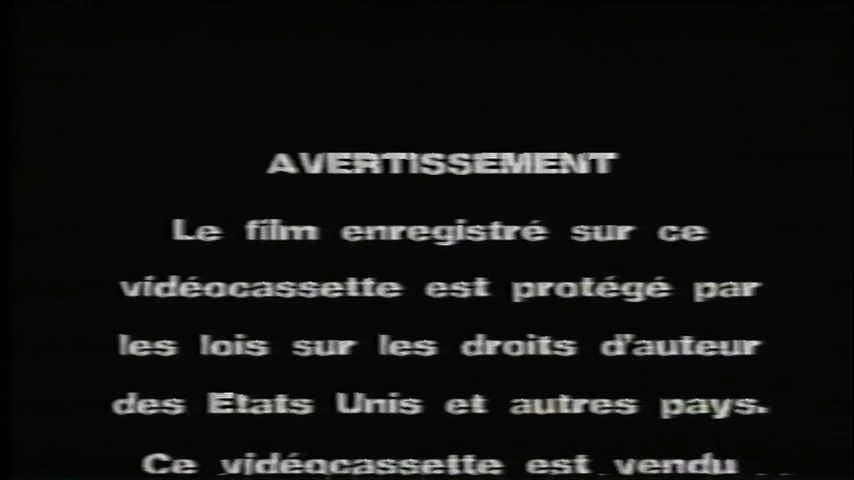 AVERTISSEMENT
Le film enregistré sur ce
vidéocassette est protégé par
les lois sur les droits d'auteur
des Etats Unis et autres pays.
Ce vidéocassette est vendu